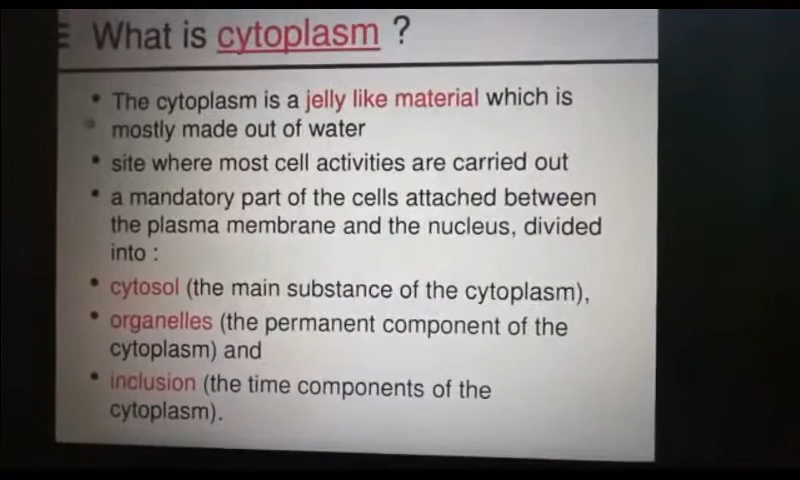 What is cytoplasm ?
• The cytoplasm is a jelly like material which is
mostly made out of water
• site where most cell activities are carried out
• a mandatory part of the cells attached between
the plasma membrane and the nucleus, divided
into :
• cytosol (the main substance of the cytoplasm),
• organelles (the permanent component of the
cytoplasm) and
• inclusion (the time components of the
cytoplasm).